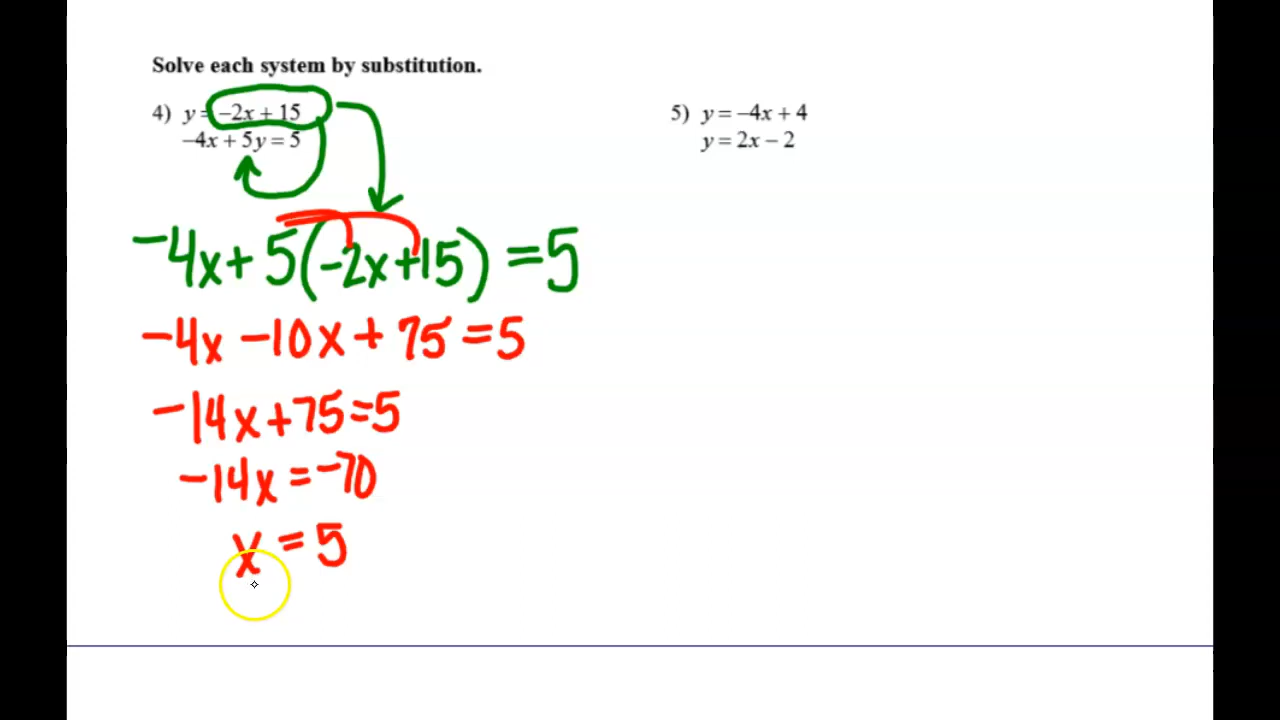 Solve each system by substitution.
4) y = –2x + 15
–4x + 5y = 5
5) y = –4x + 4
y = 2x – 2
-4x + 5(-2x+15) = 5
-4x -10x + 75 = 5
-14x + 75 = 5
-14x = -70
x = 5